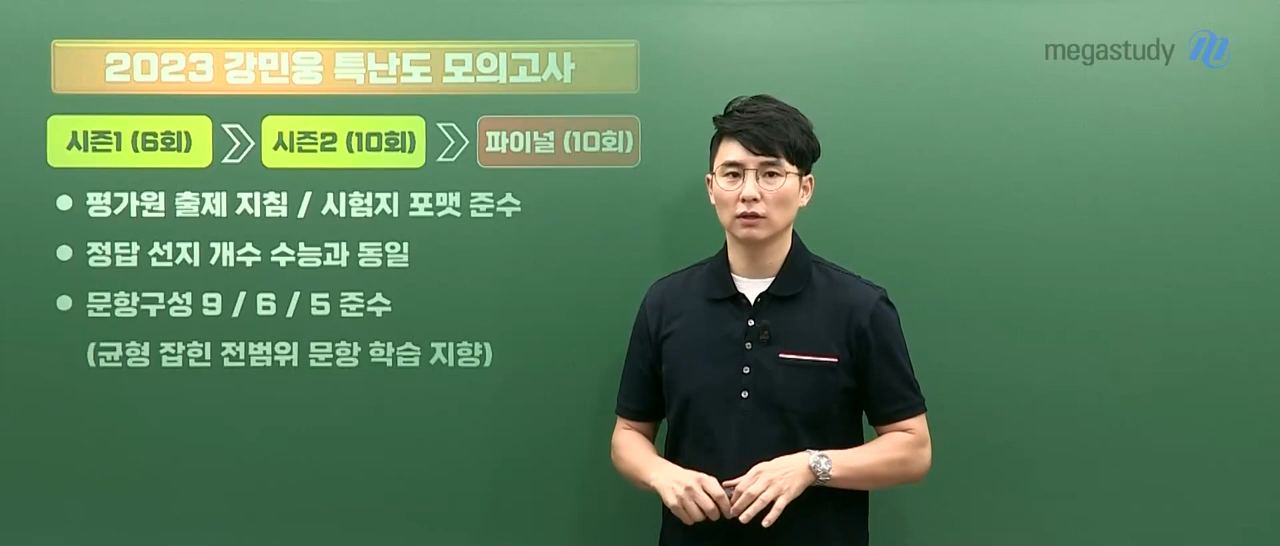 2023 강민웅 특난도 모의고사
megastudy
시즌1 (6회) 시즌2 (10회) 파이널 (10회)
• 평가원 출제 지침 / 시험지 포맷 준수
• 정답 선지 개수 수능과 동일
• 문항구성 9 / 6 / 5 준수
(균형 잡힌 전범위 문항 학습 지향)